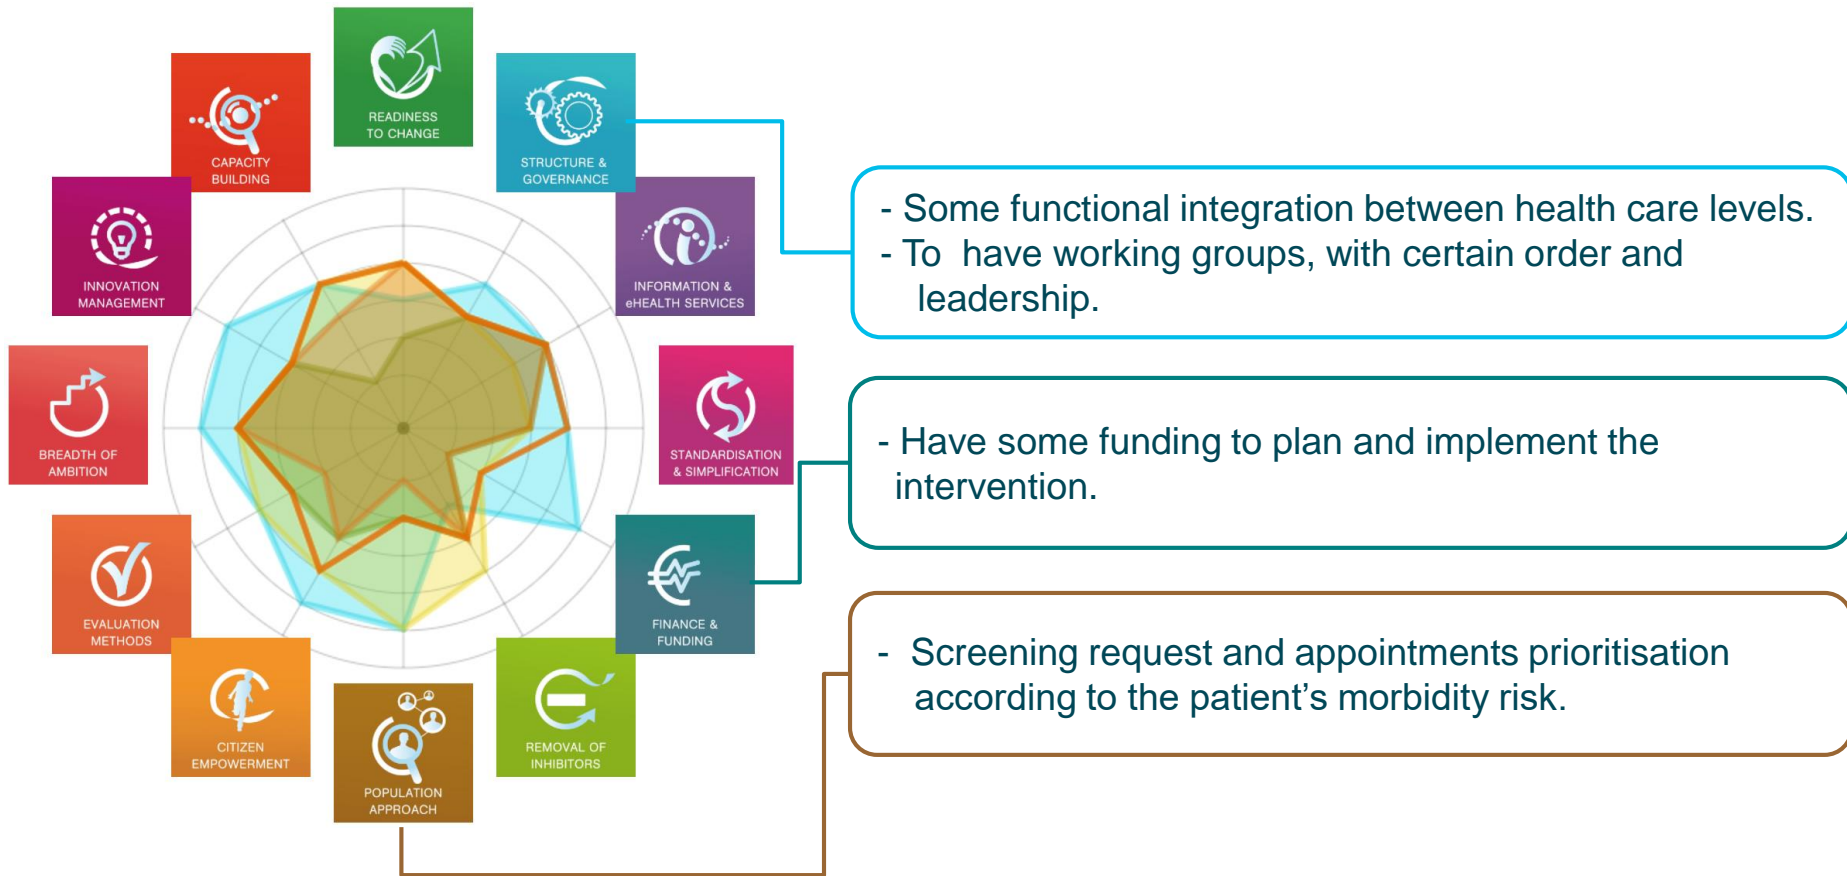 READINESS
TO CHANGE
STRUCTURE &
GOVERNANCE
INFORMATION &
eHEALTH SERVICES
STANDARDISATION
& SIMPLIFICATION
FINANCE &
FUNDING
REMOVAL OF
INHIBITORS
POPULATION
APPROACH
CITIZEN
EMPOWERMENT
EVALUATION
METHODS
BREADTH OF
AMBITION
INNOVATION
MANAGEMENT
CAPACITY
BUILDING
- Some functional integration between health care levels.
- To have working groups, with certain order and
leadership.
- Have some funding to plan and implement the
intervention.
- Screening request and appointments prioritisation
according to the patient’s morbidity risk.